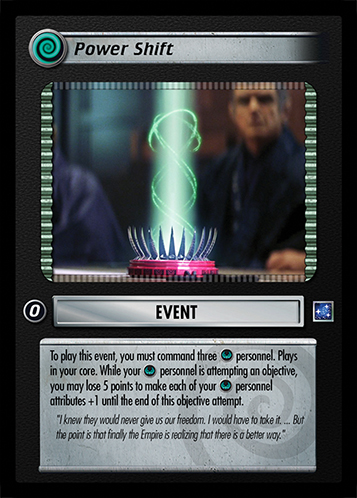 Power Shift
0
EVENT
To play this event, you must command three personnel. Plays
in your core. While your personnel is attempting an objective,
you may lose 5 points to make each of your personnel
attributes +1 until the end of this objective attempt.
"I knew they would never give us our freedom. I would have to take it. ... But
the point is that finally the Empire is realizing that there is a better way."